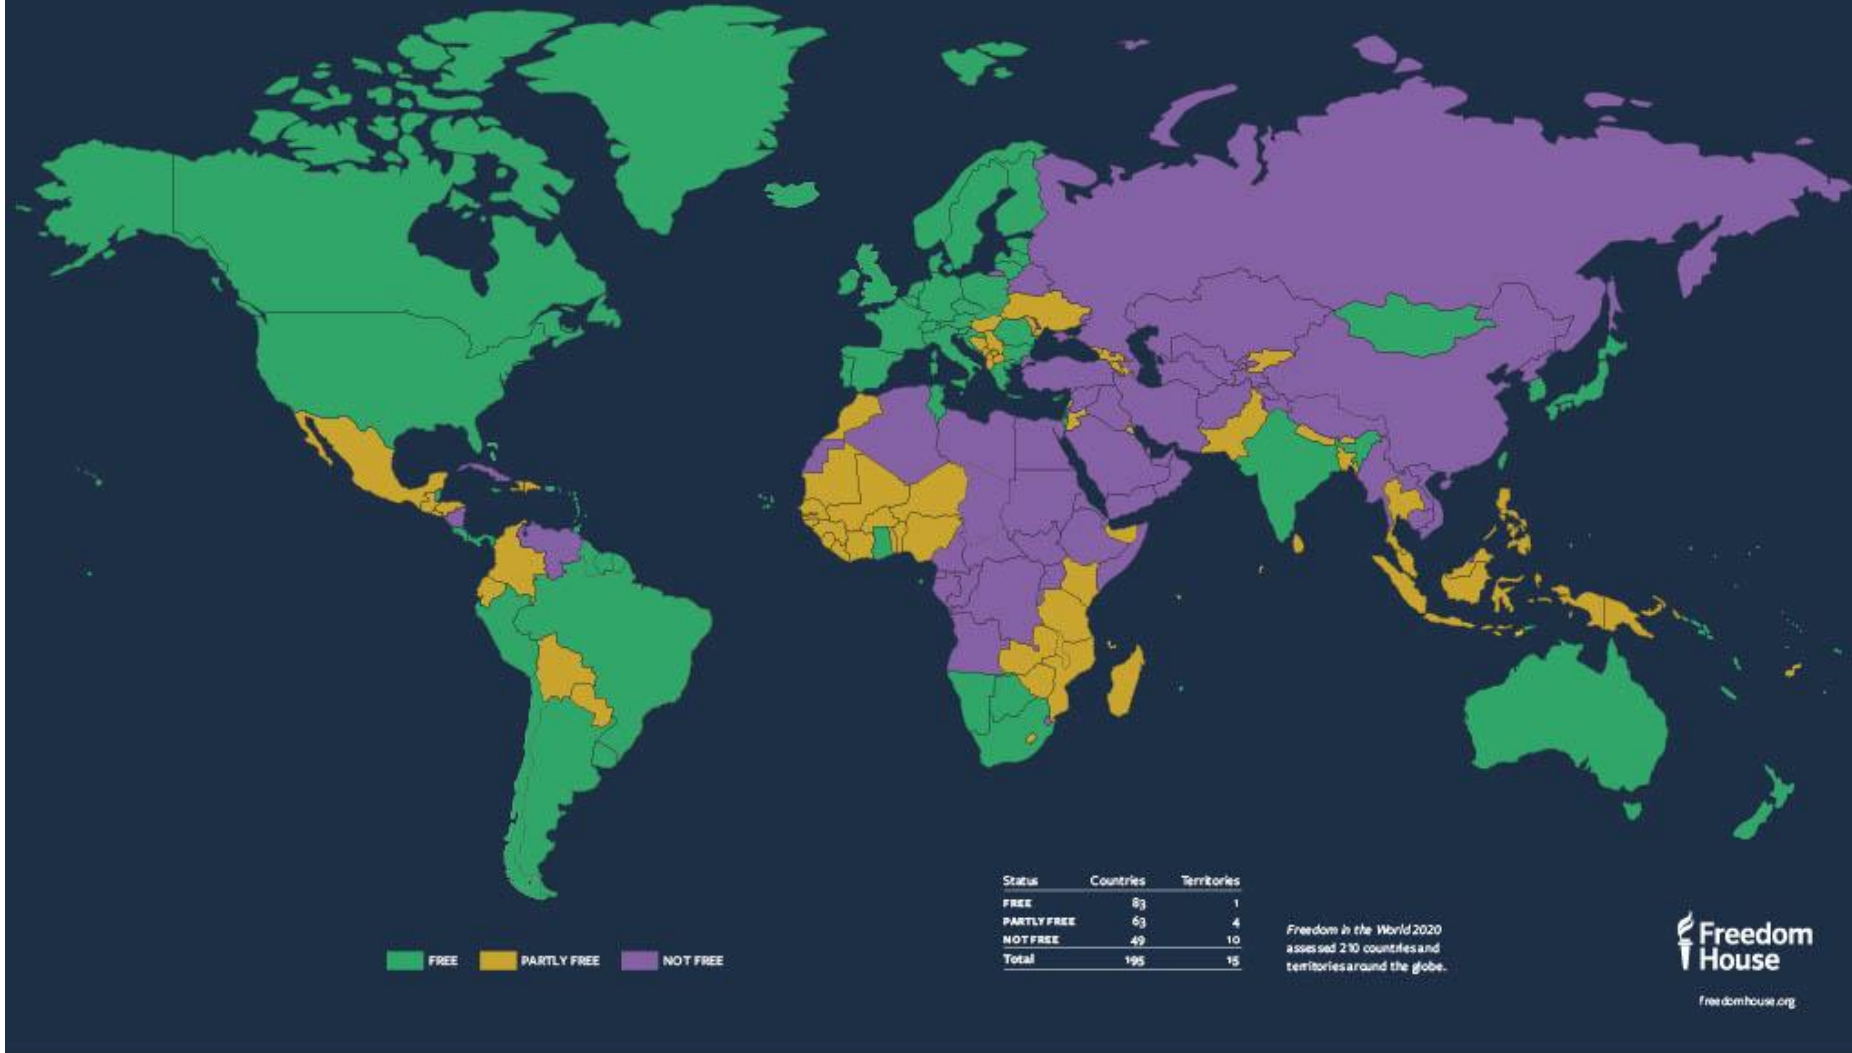 Status Countries Territories
FREE 83 1
PARTLY FREE 63 4
NOT FREE 49 10
Total 195 15
Freedom in the World 2020
assessed 210 countries and
territories around the globe.
FREE PARTLY FREE NOT FREE
Freedom
House
freedomhouse.org